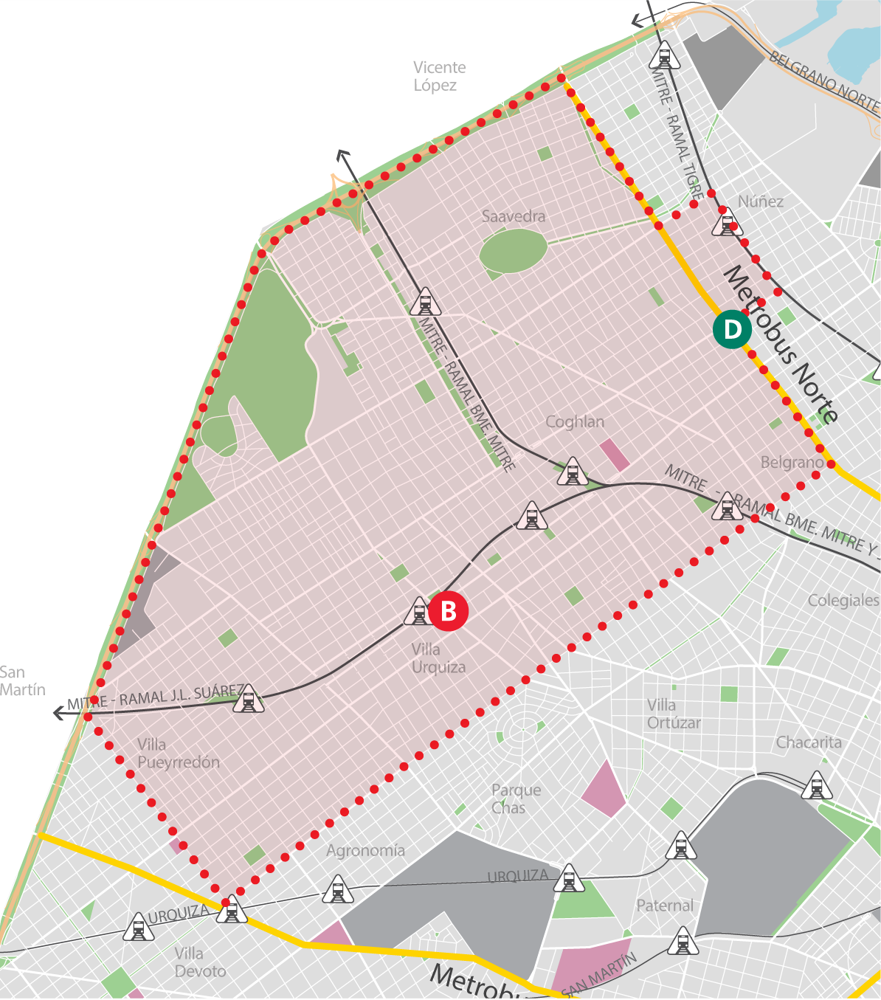 BELGRANO NORTE
Vicente
López
MITRE - RAMAL TIGRE
Núñez
Saavedra
Metrobus Norte
D
MITRE - RAMAL BME. MITRE
Coghlan
Belgrano
MITRE - RAMAL BME. MITRE Y
Colegiales
B
Villa
Urquiza
San
Martín
MITRE - RAMAL J.L. SUÁREZ
Villa
Ortúzar
Villa
Pueyrredón
Chacarita
Parque
Chas
Agronomía
URQUIZA
Paternal
URQUIZA
Villa
Devoto
SAN MARTÍN
Metrobu